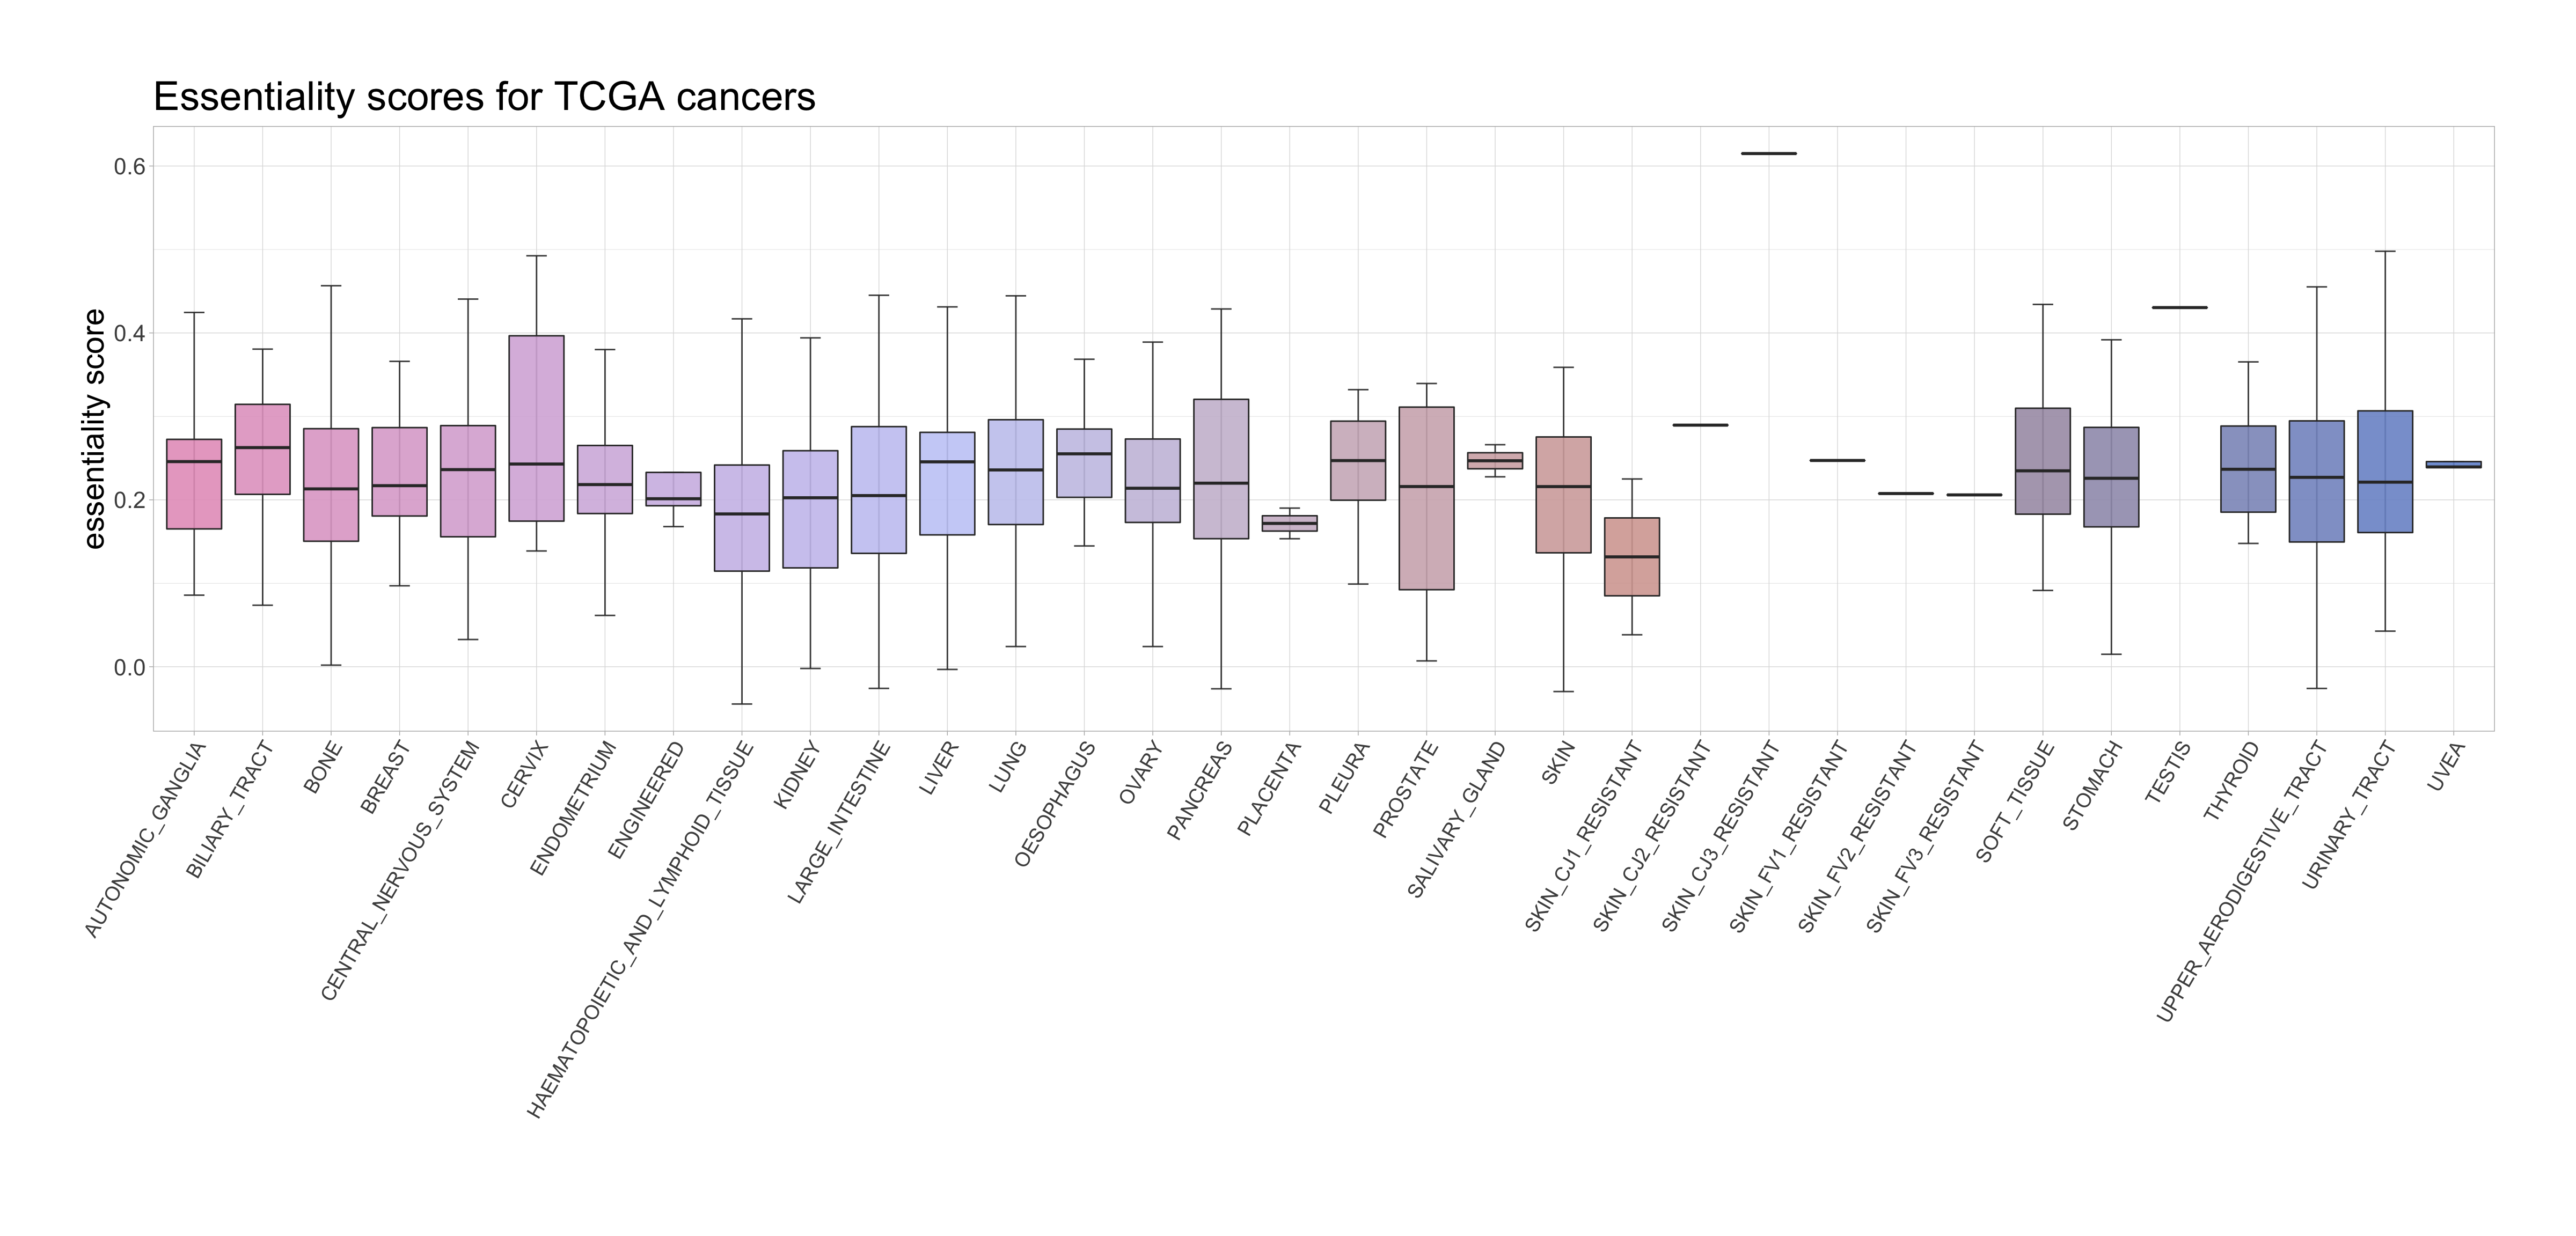 Essentiality scores for TCGA cancers
essentiality score
0.6
0.4
0.2
0.0
AUTONOMIC_GANGLIA
BILIARY_TRACT
BONE
BREAST
CENTRAL_NERVOUS_SYSTEM
CERVIX
ENDOMETRIUM
ENGINEERED
HAEMATOPOIETIC_AND_LYMPHOID_TISSUE
KIDNEY
LARGE_INTESTINE
LIVER
LUNG
OESOPHAGUS
OVARY
PANCREAS
PLACENTA
PLEURA
PROSTATE
SALIVARY_GLAND
SKIN
SKIN_CJ1_RESISTANT
SKIN_CJ2_RESISTANT
SKIN_CJ3_RESISTANT
SKIN_FV1_RESISTANT
SKIN_FV2_RESISTANT
SKIN_FV3_RESISTANT
SOFT_TISSUE
STOMACH
TESTIS
THYROID
UPPER_AERODIGESTIVE_TRACT
URINARY_TRACT
UVEA